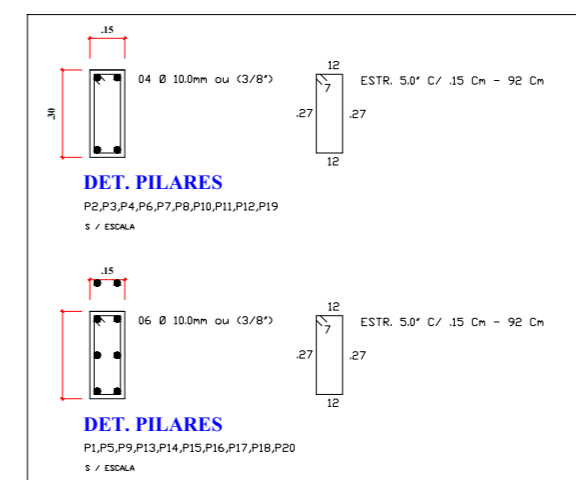 .15
04 Ø 10.0mm ou (3/8")
.30
12
7
.27
.27
12
ESTR. 5.0" C/ .15 Cm - 92 Cm
DET. PILARES
P2,P3,P4,P6,P7,P8,P10,P11,P12,P19
S / ESCALA
.15
06 Ø 10.0mm ou (3/8")
12
7
.27
.27
12
ESTR. 5.0" C/ .15 Cm - 92 Cm
DET. PILARES
P1,P5,P9,P13,P14,P15,P16,P17,P18,P20
S / ESCALA